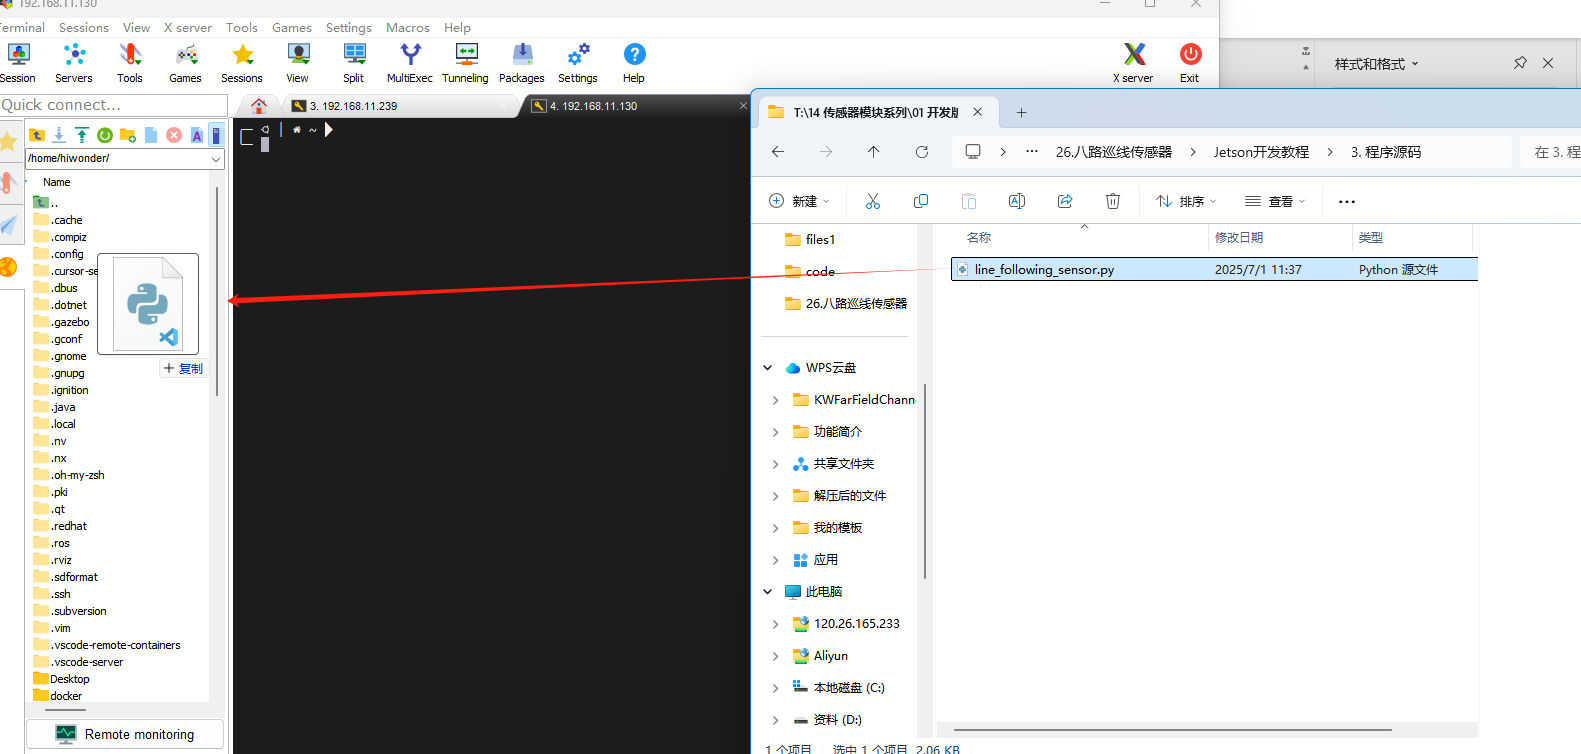 192.168.11.130
Terminal Sessions View X server Tools Games Settings Macros Help
Session Servers Tools Games Sessions View Split MultiExec Tunneling Packages Settings Help X server Exit
样式和格式
Quick connect...
3. 192.168.11.239
4. 192.168.11.130
/home/hiwonder/
Name
..
.cache
.compiz
.config
.cursor-se
.dbus
.dotnet
.gazebo
.gconf
.gnome
.gnupg
.ignition
.java
.local
.nv
.nx
.oh-my-zsh
.pki
.qt
.redhat
.ros
.rviz
.sdformat
.ssh
.subversion
.vim
.vscode-remote-containers
.vscode-server
Desktop
docker
+ 复制
Remote monitoring
~
T:\14 传感器模块系列\01 开发
26.八路巡线传感器 > Jetson开发教程 > 3. 程序源码
在 3. 程
新建 排序 查看
files1
code
26.八路巡线传感器
WPS云盘
KWFarFieldChann
功能简介
共享文件夹
解压后的文件
我的模板
应用
此电脑
120.26.165.233
Aliyun
本地磁盘 (C:)
资料 (D:)
名称 修改日期 类型
line_following_sensor.py 2025/7/1 11:37 Python 源文件
1 个项目 选中 1 个项目 2.06 KB